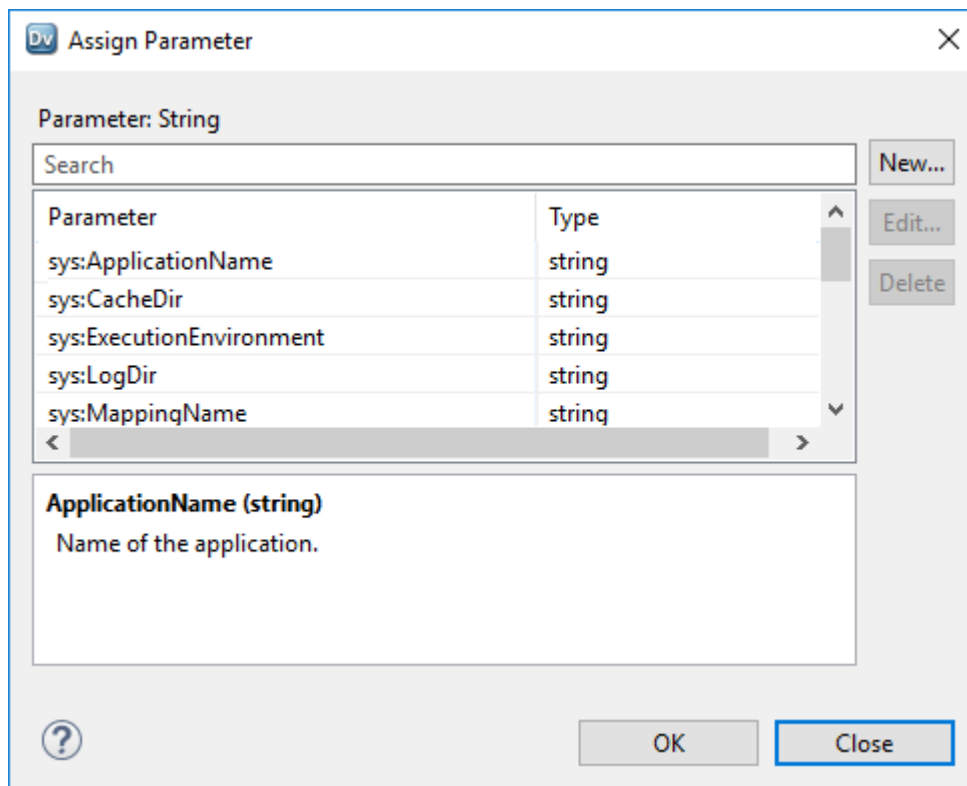 Dv Assign Parameter
Parameter: String
Search
New...
Parameter Type
Edit...
sys:ApplicationName string
Delete
sys:CacheDir string
sys:ExecutionEnvironment string
sys:LogDir string
sys:MappingName string
ApplicationName (string)
Name of the application.
?
OK Close